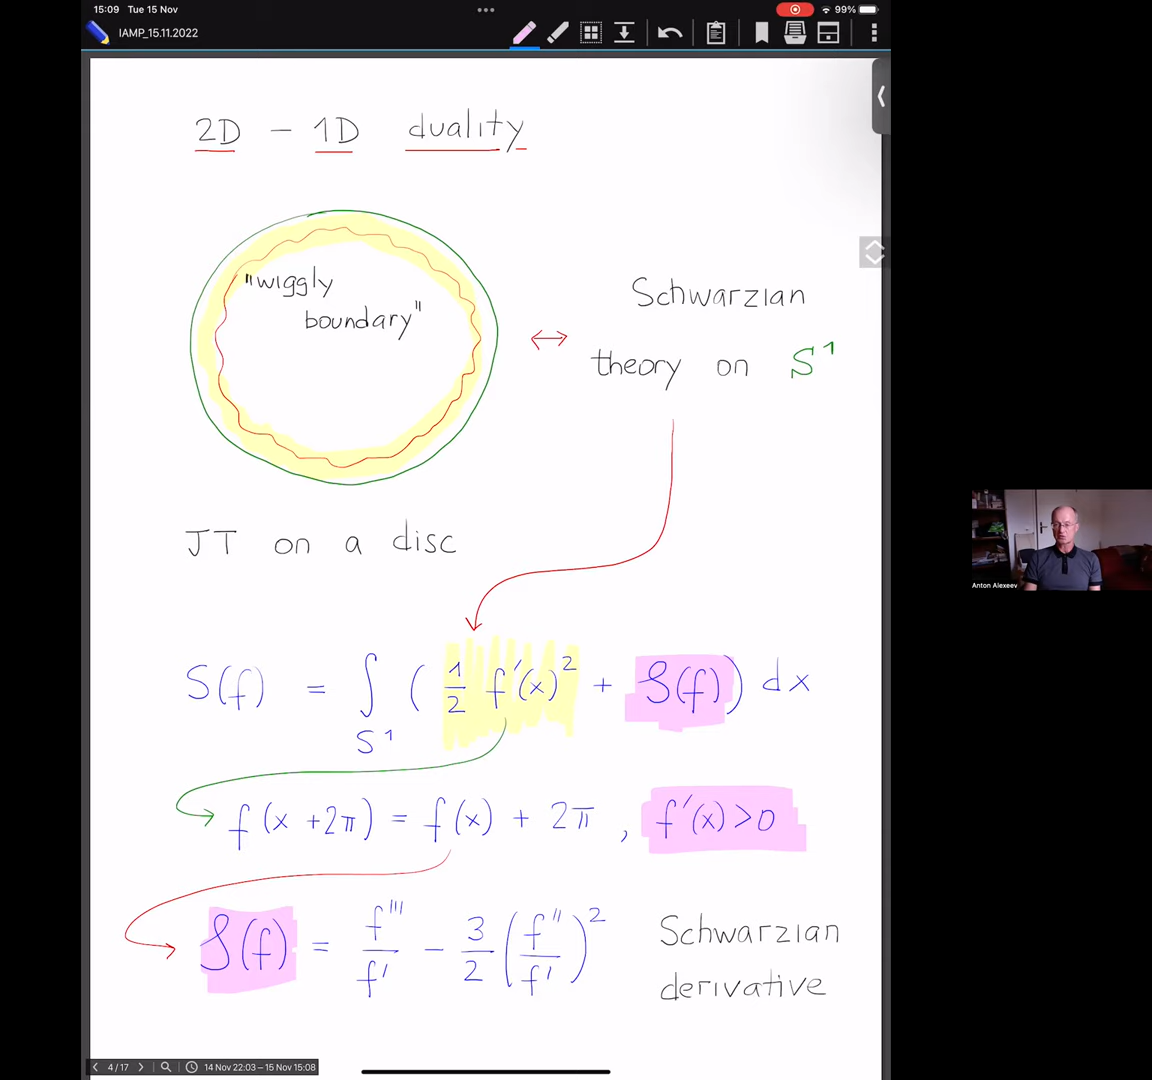 15:09 Tue 15 Nov
99%
IAMP_15.11.2022
2D - 1D duality
"wiggly
boundary"
Schwarzian
theory on S¹
JT on a disc
S(f) = ∫_{S¹} ( 1/2 f'(x)² + S(f) ) dx
f(x + 2π) = f(x) + 2π , f'(x) > 0
S(f) = f'''/f' - 3/2 (f''/f')² Schwarzian
derivative
Anton Alexeev
4/17 14 Nov 22:03 – 15 Nov 15:08